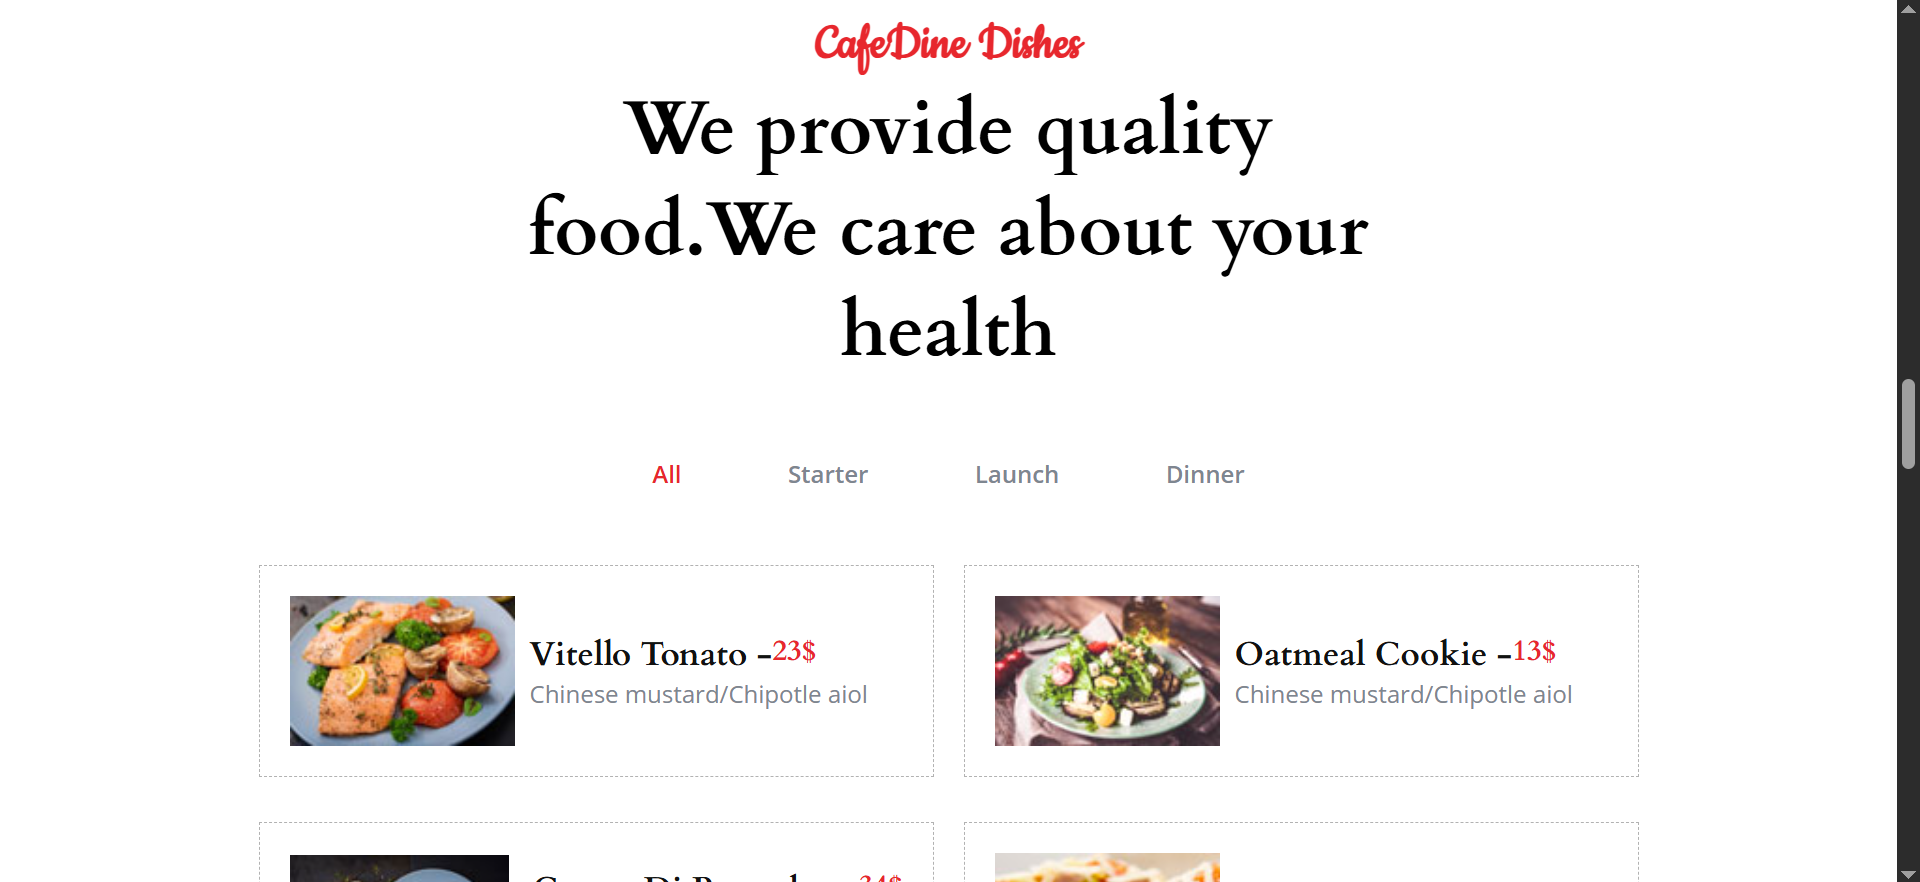 CafeDine Dishes
We provide quality
food.We care about your
health
All Starter Launch Dinner
Vitello Tonato -23$
Chinese mustard/Chipotle aiol
Oatmeal Cookie -13$
Chinese mustard/Chipotle aiol